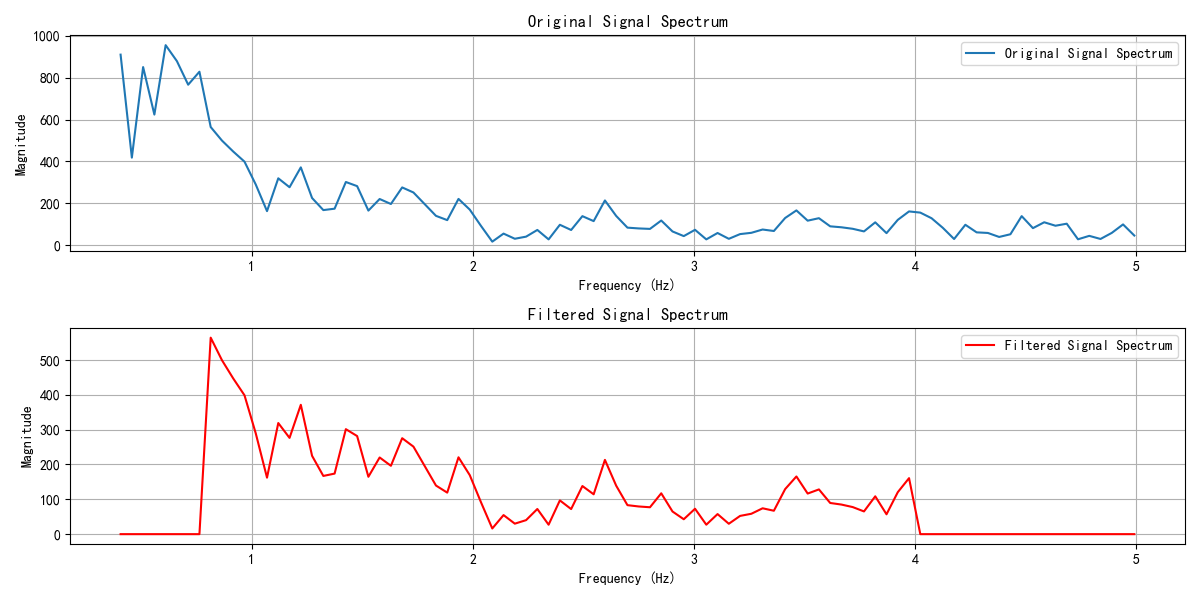 Original Signal Spectrum
1000
800
600
400
200
0
Magnitude
Original Signal Spectrum
1 2 3 4 5
Frequency (Hz)
Filtered Signal Spectrum
500
400
300
200
100
0
Magnitude
Filtered Signal Spectrum
1 2 3 4 5
Frequency (Hz)